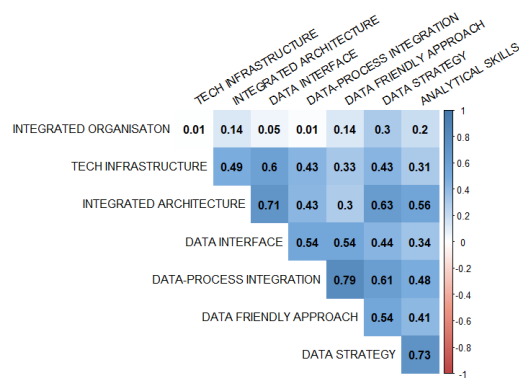 TECH INFRASTRUCTURE
INTEGRATED ARCHITECTURE
DATA INTERFACE
DATA-PROCESS INTEGRATION
DATA FRIENDLY APPROACH
DATA STRATEGY
ANALYTICAL SKILLS
INTEGRATED ORGANISATON 0.01 0.14 0.05 0.01 0.14 0.3 0.2
TECH INFRASTRUCTURE 0.49 0.6 0.43 0.33 0.43 0.31
INTEGRATED ARCHITECTURE 0.71 0.43 0.3 0.63 0.56
DATA INTERFACE 0.54 0.54 0.44 0.34
DATA-PROCESS INTEGRATION 0.79 0.61 0.48
DATA FRIENDLY APPROACH 0.54 0.41
DATA STRATEGY 0.73
1
0.8
0.6
0.4
0.2
0
-0.2
-0.4
-0.6
-0.8
-1